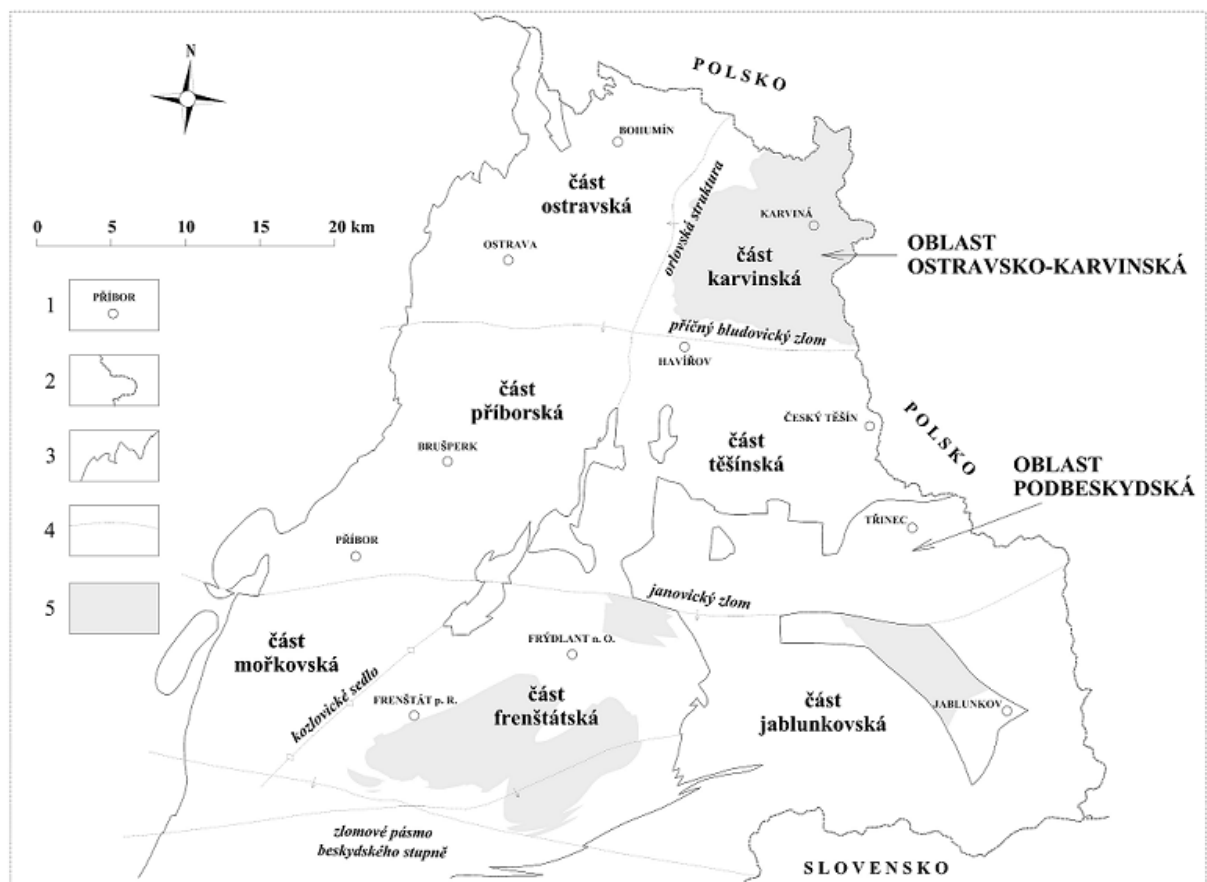 N
POLSKO
BOHUMÍN
část
ostravská
orlovská struktura
KARVINÁ
0 5 10 15 20 km
OSTRAVA
část
karvinská
OBLAST
OSTRAVSKO-KARVINSKÁ
1 PŘÍBOR
příčný bludovický zlom
HAVÍŘOV
2
část
příborská
ČESKÝ TĚŠÍN
POLSKO
3
BRUŠPERK
část
těšínská
OBLAST
PODBESKYDSKÁ
4
TŘINEC
PŘÍBOR
5
janovický zlom
část
mořkovská
FRÝDLANT n. O.
kozlovické sedlo
FRENŠTÁT p. R.
část
frenštátská
část
jablunkovská
JABLUNKOV
zlomové pásmo
beskydského stupně
SLOVENSKO